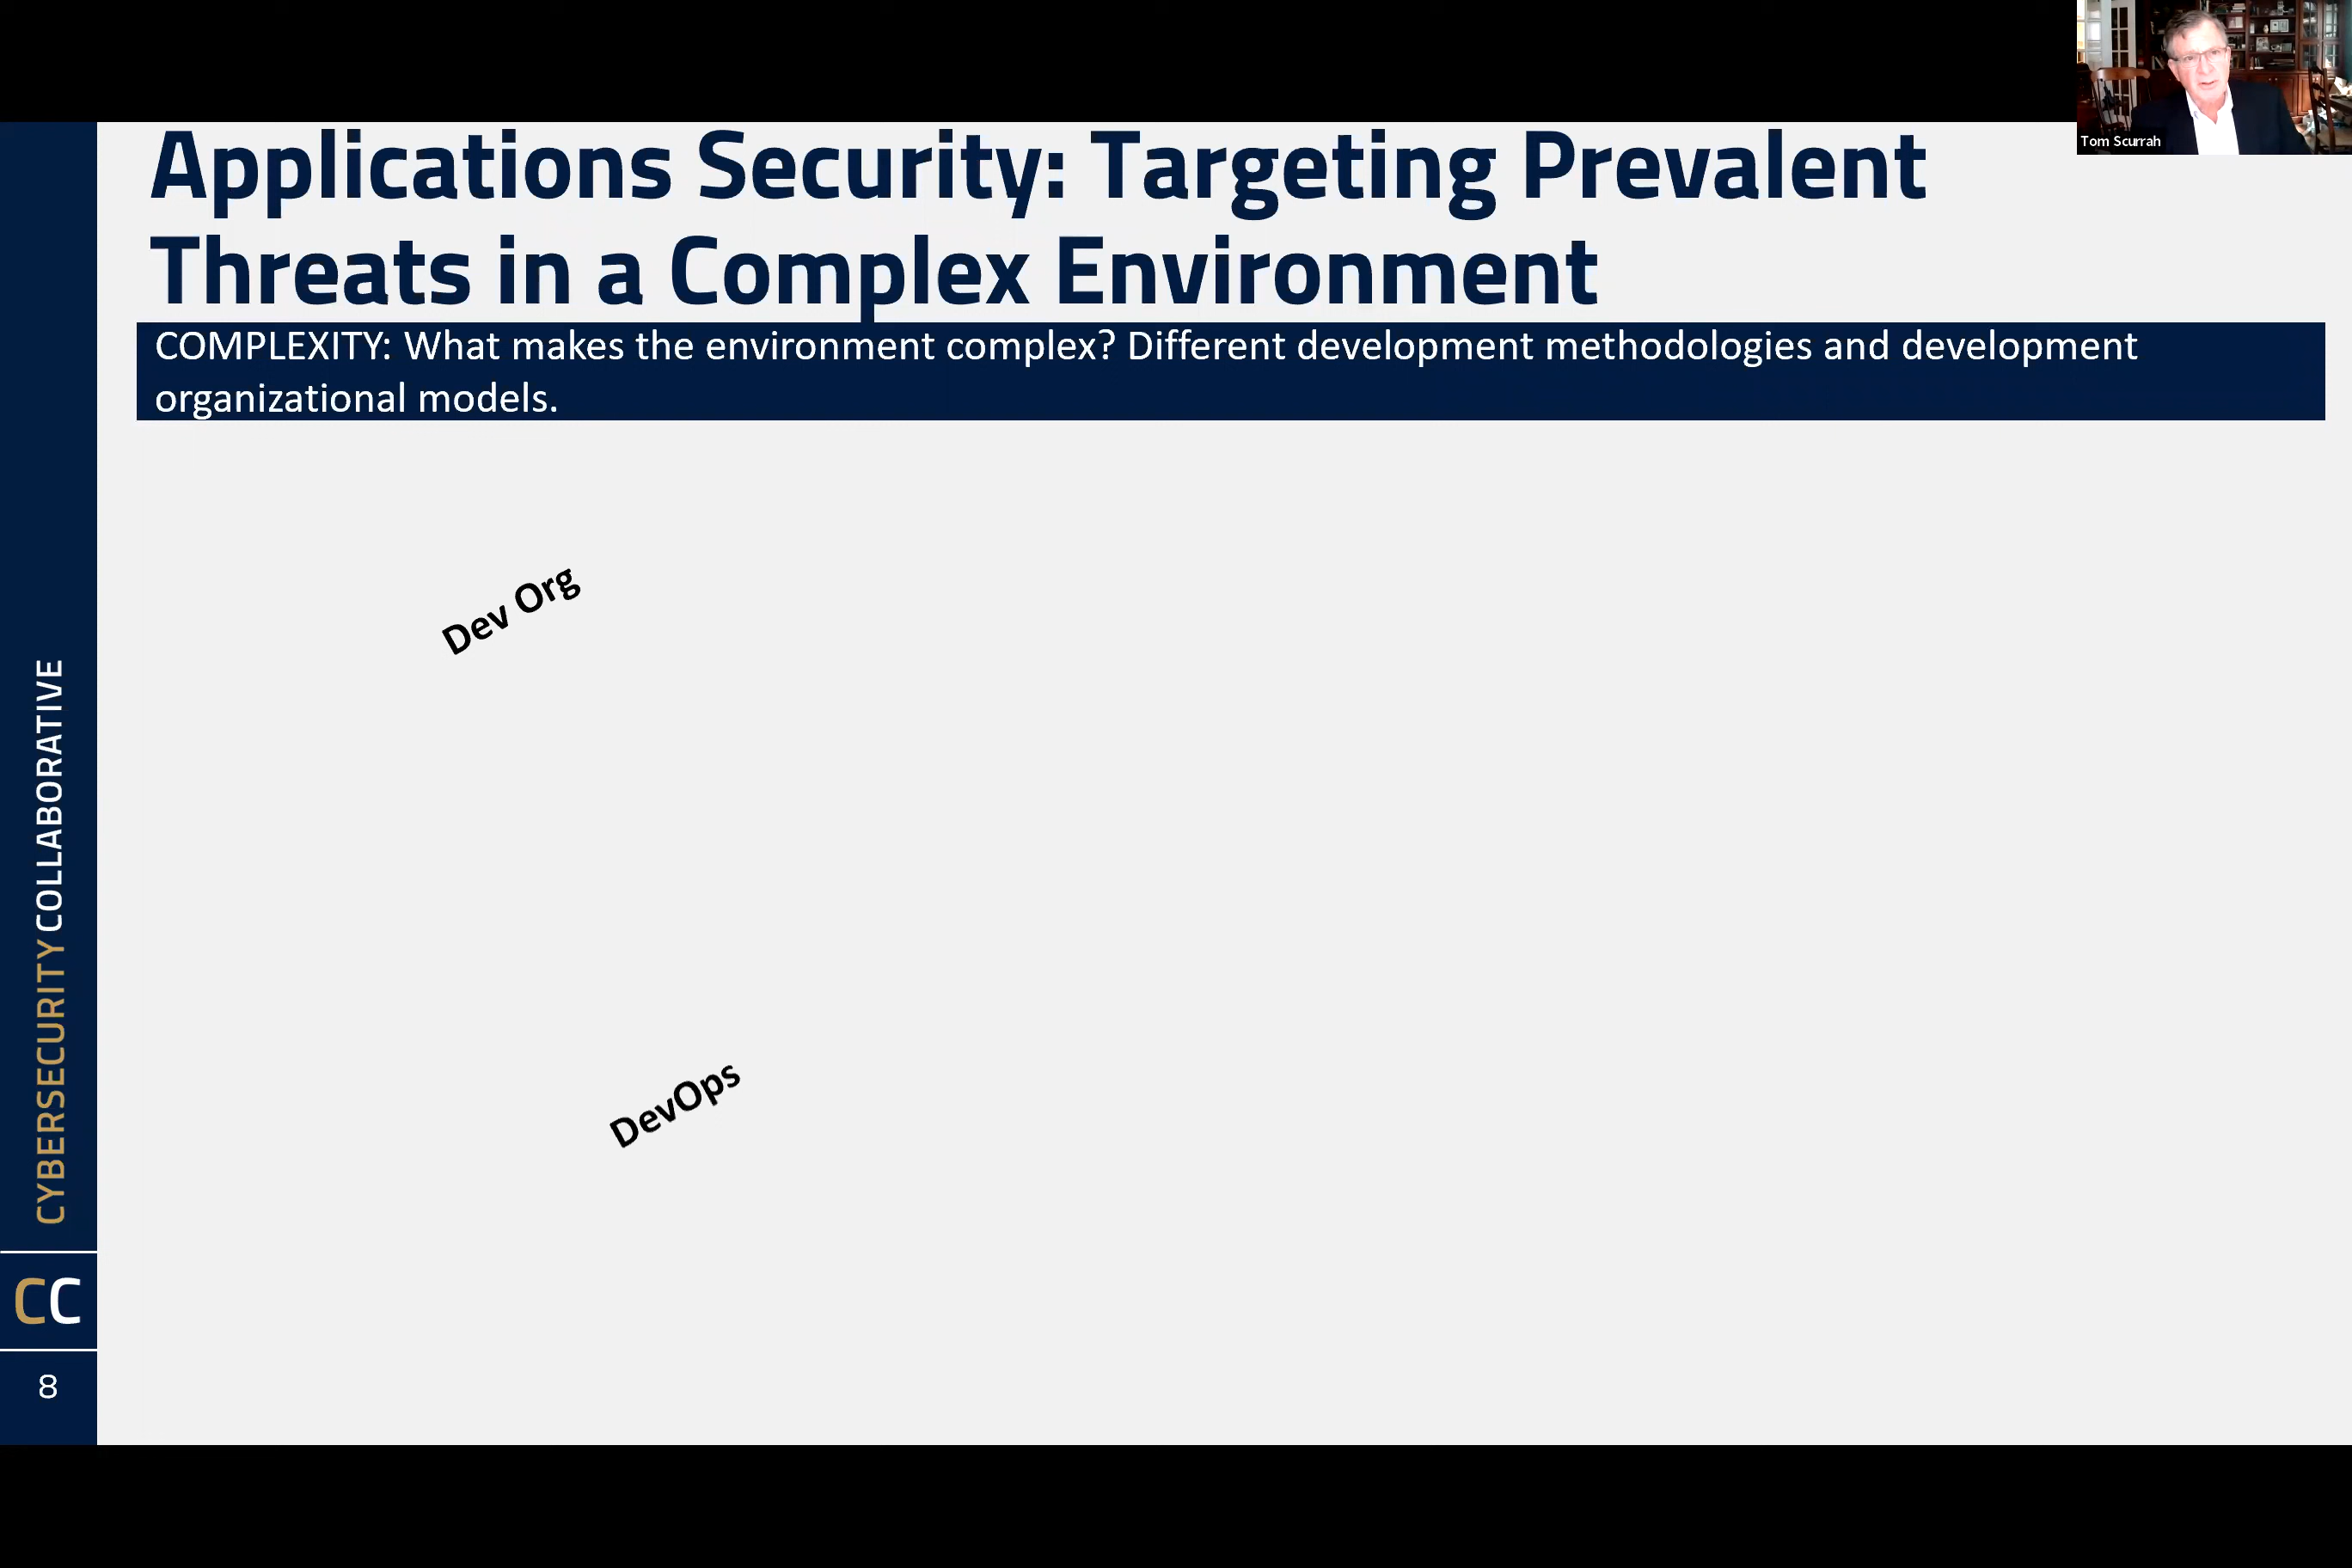 Tom Scurrah
Applications Security: Targeting Prevalent
Threats in a Complex Environment
COMPLEXITY: What makes the environment complex? Different development methodologies and development
organizational models.
Dev Org
DevOps
CYBERSECURITY COLLABORATIVE
CC
8